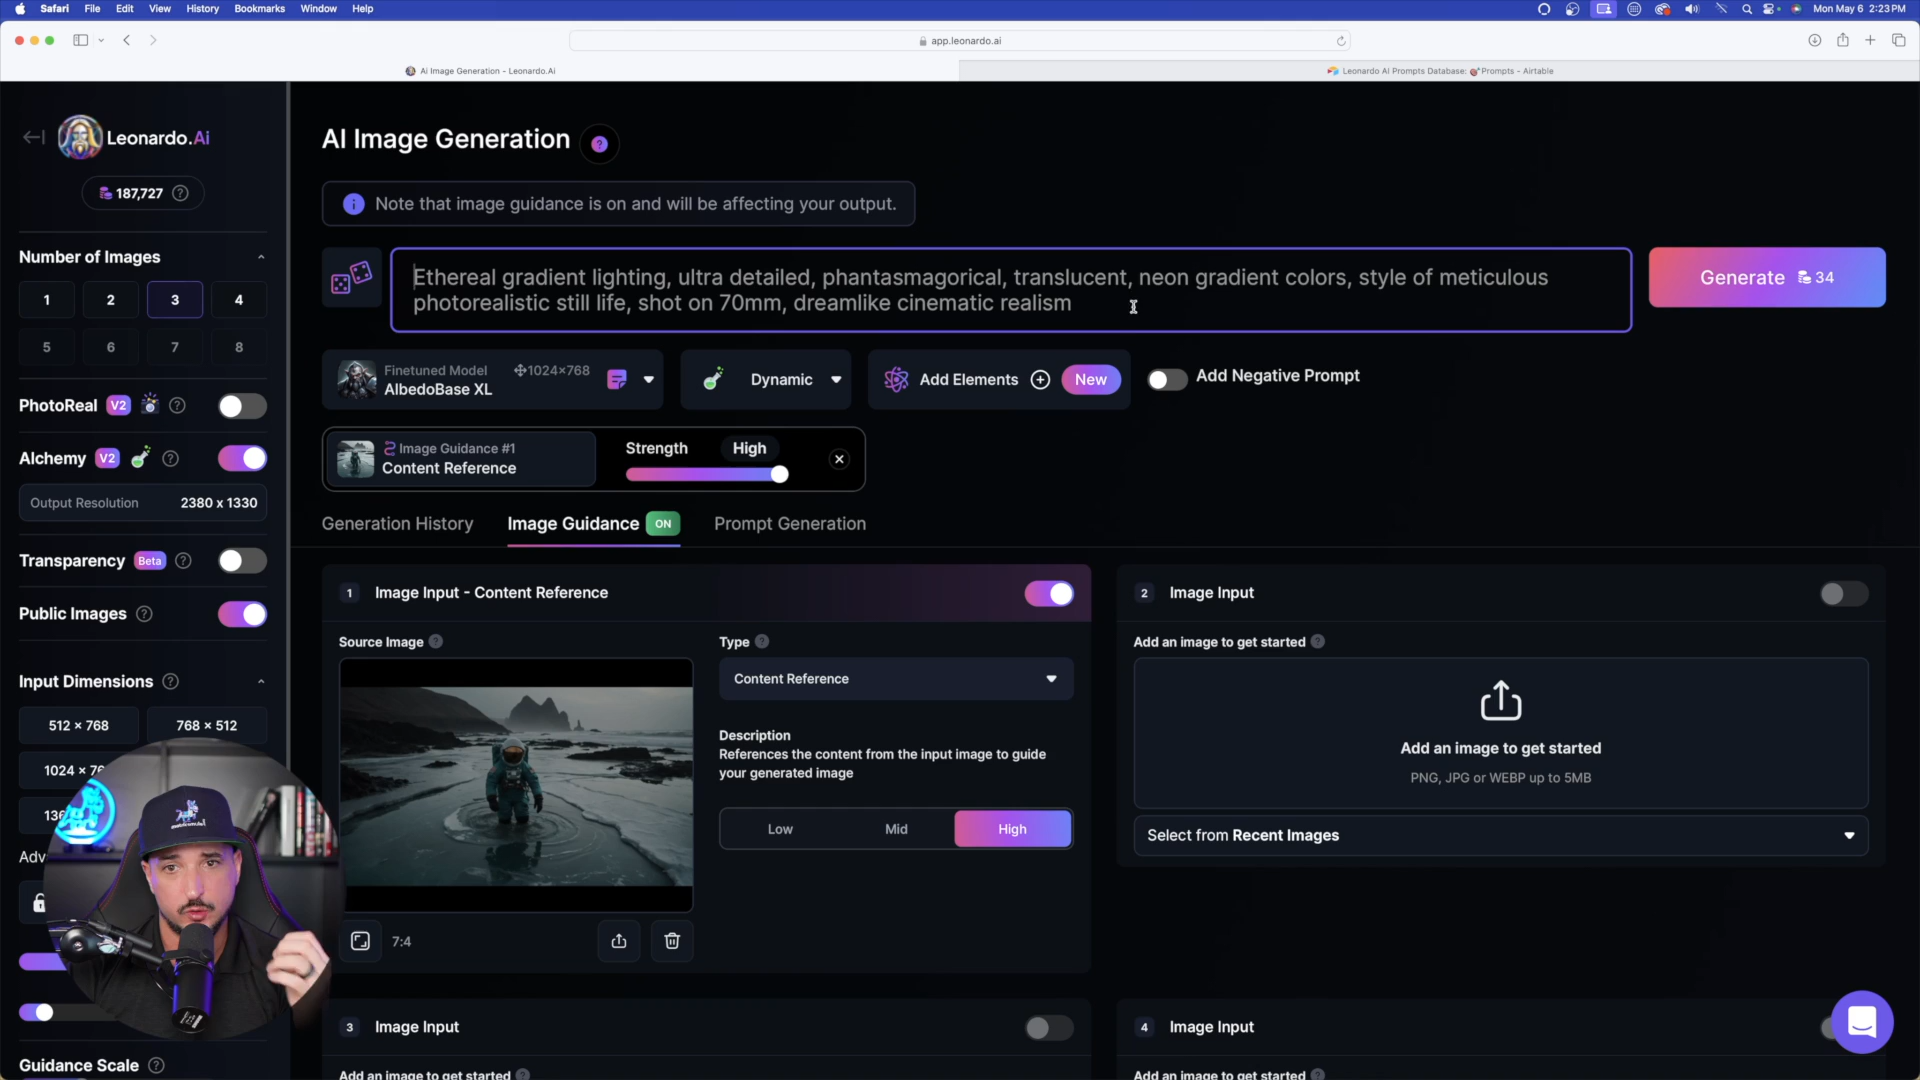 Safari File Edit View History Bookmarks Window Help
Mon May 6 2:23 PM
app.leonardo.ai
Ai Image Generation - Leonardo.Ai
Leonardo AI Prompts Database: Prompts - Airtable
Leonardo.Ai
187,727
Number of Images
1 2 3 4
5 6 7 8
PhotoReal V2
Alchemy V2
Output Resolution 2380 x 1330
Transparency Beta
Public Images
Input Dimensions
512 × 768 768 × 512
1024 × 76
136
Adv
Guidance Scale
AI Image Generation
Note that image guidance is on and will be affecting your output.
Ethereal gradient lighting, ultra detailed, phantasmagorical, translucent, neon gradient colors, style of meticulous
photorealistic still life, shot on 70mm, dreamlike cinematic realism
Generate 34
Finetuned Model 1024×768
AlbedoBase XL
Dynamic
Add Elements New
Add Negative Prompt
Image Guidance #1
Content Reference
Strength High
Generation History Image Guidance ON Prompt Generation
1 Image Input - Content Reference
Source Image
Type
Content Reference
Description
References the content from the input image to guide
your generated image
Low Mid High
7:4
2 Image Input
Add an image to get started
Add an image to get started
PNG, JPG or WEBP up to 5MB
Select from Recent Images
3 Image Input
Add an image to get started
4 Image Input
Add an image to get started